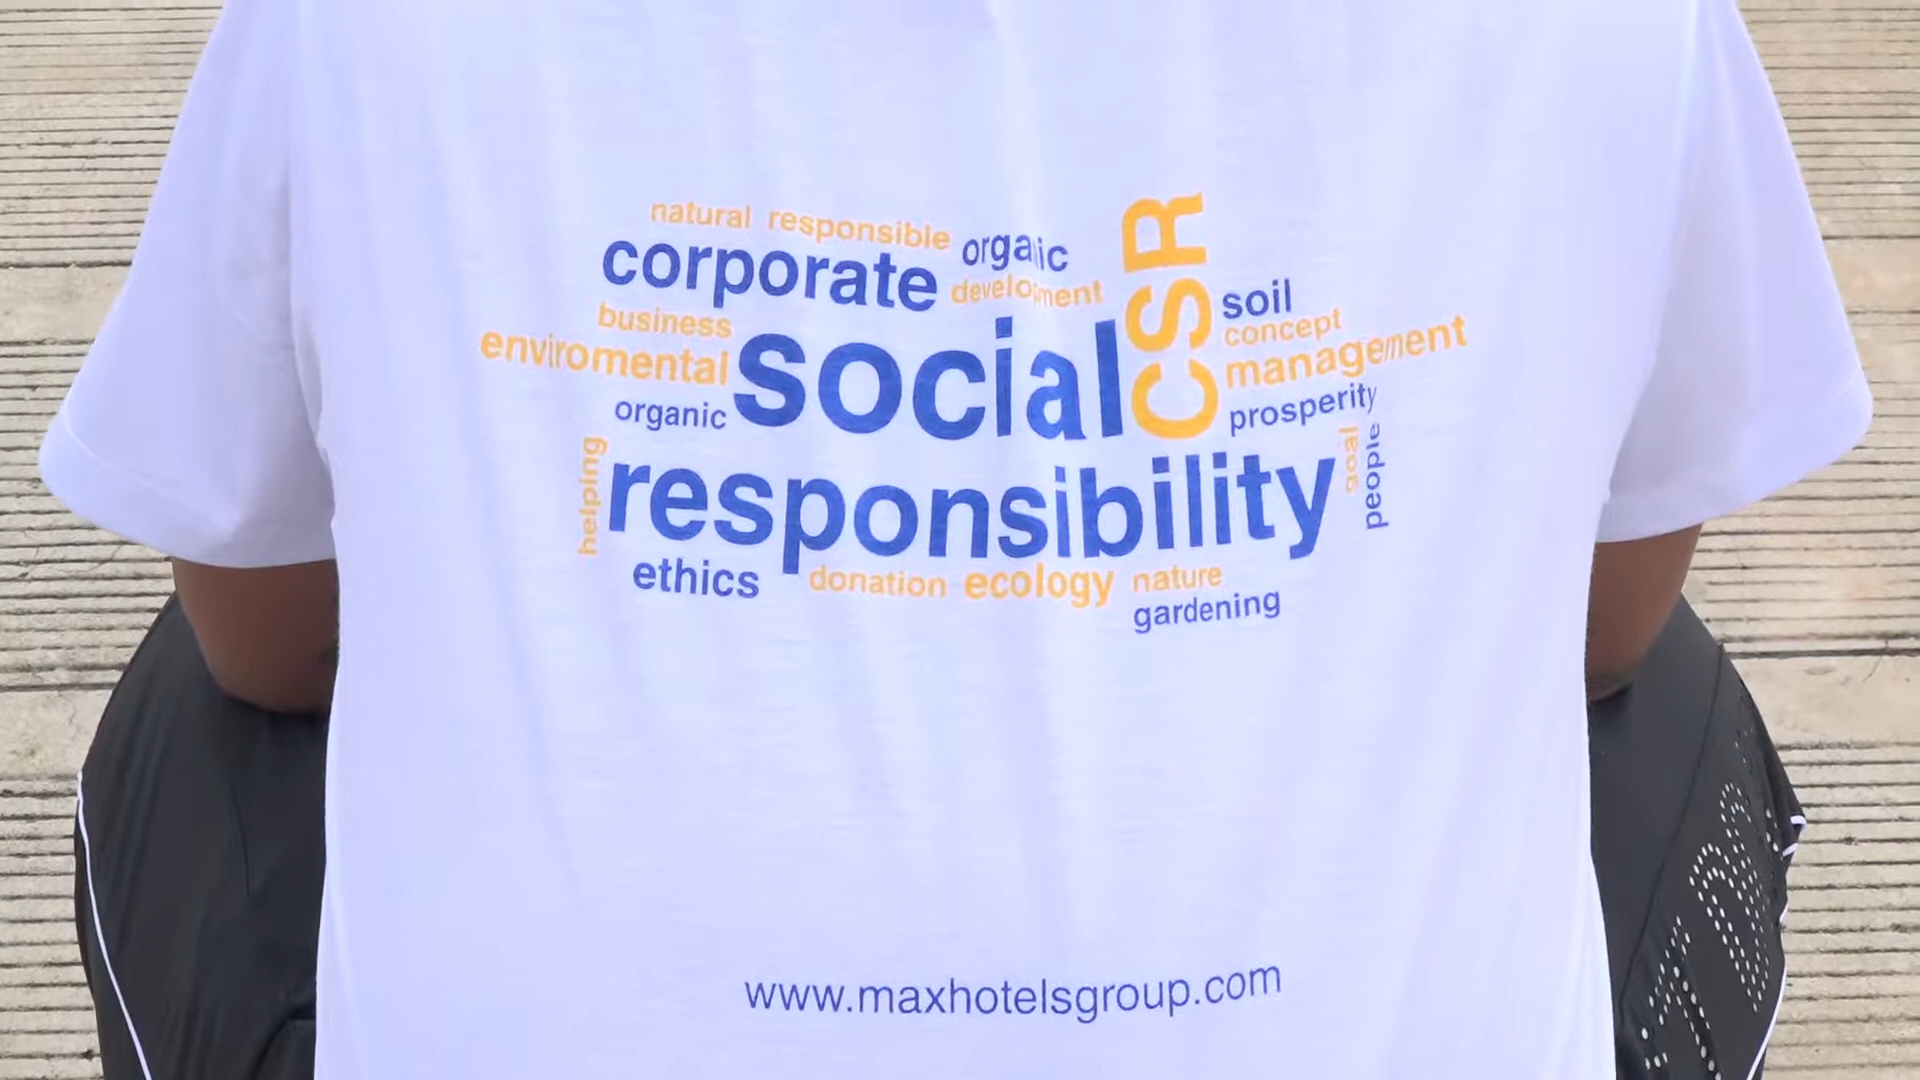 natural responsible
corporate
organic
development
CSR
soil
concept
management
prosperity
business
enviromental
organic
social
responsibility
helping
goal
people
ethics
donation ecology nature
gardening
www.maxhotelsgroup.com